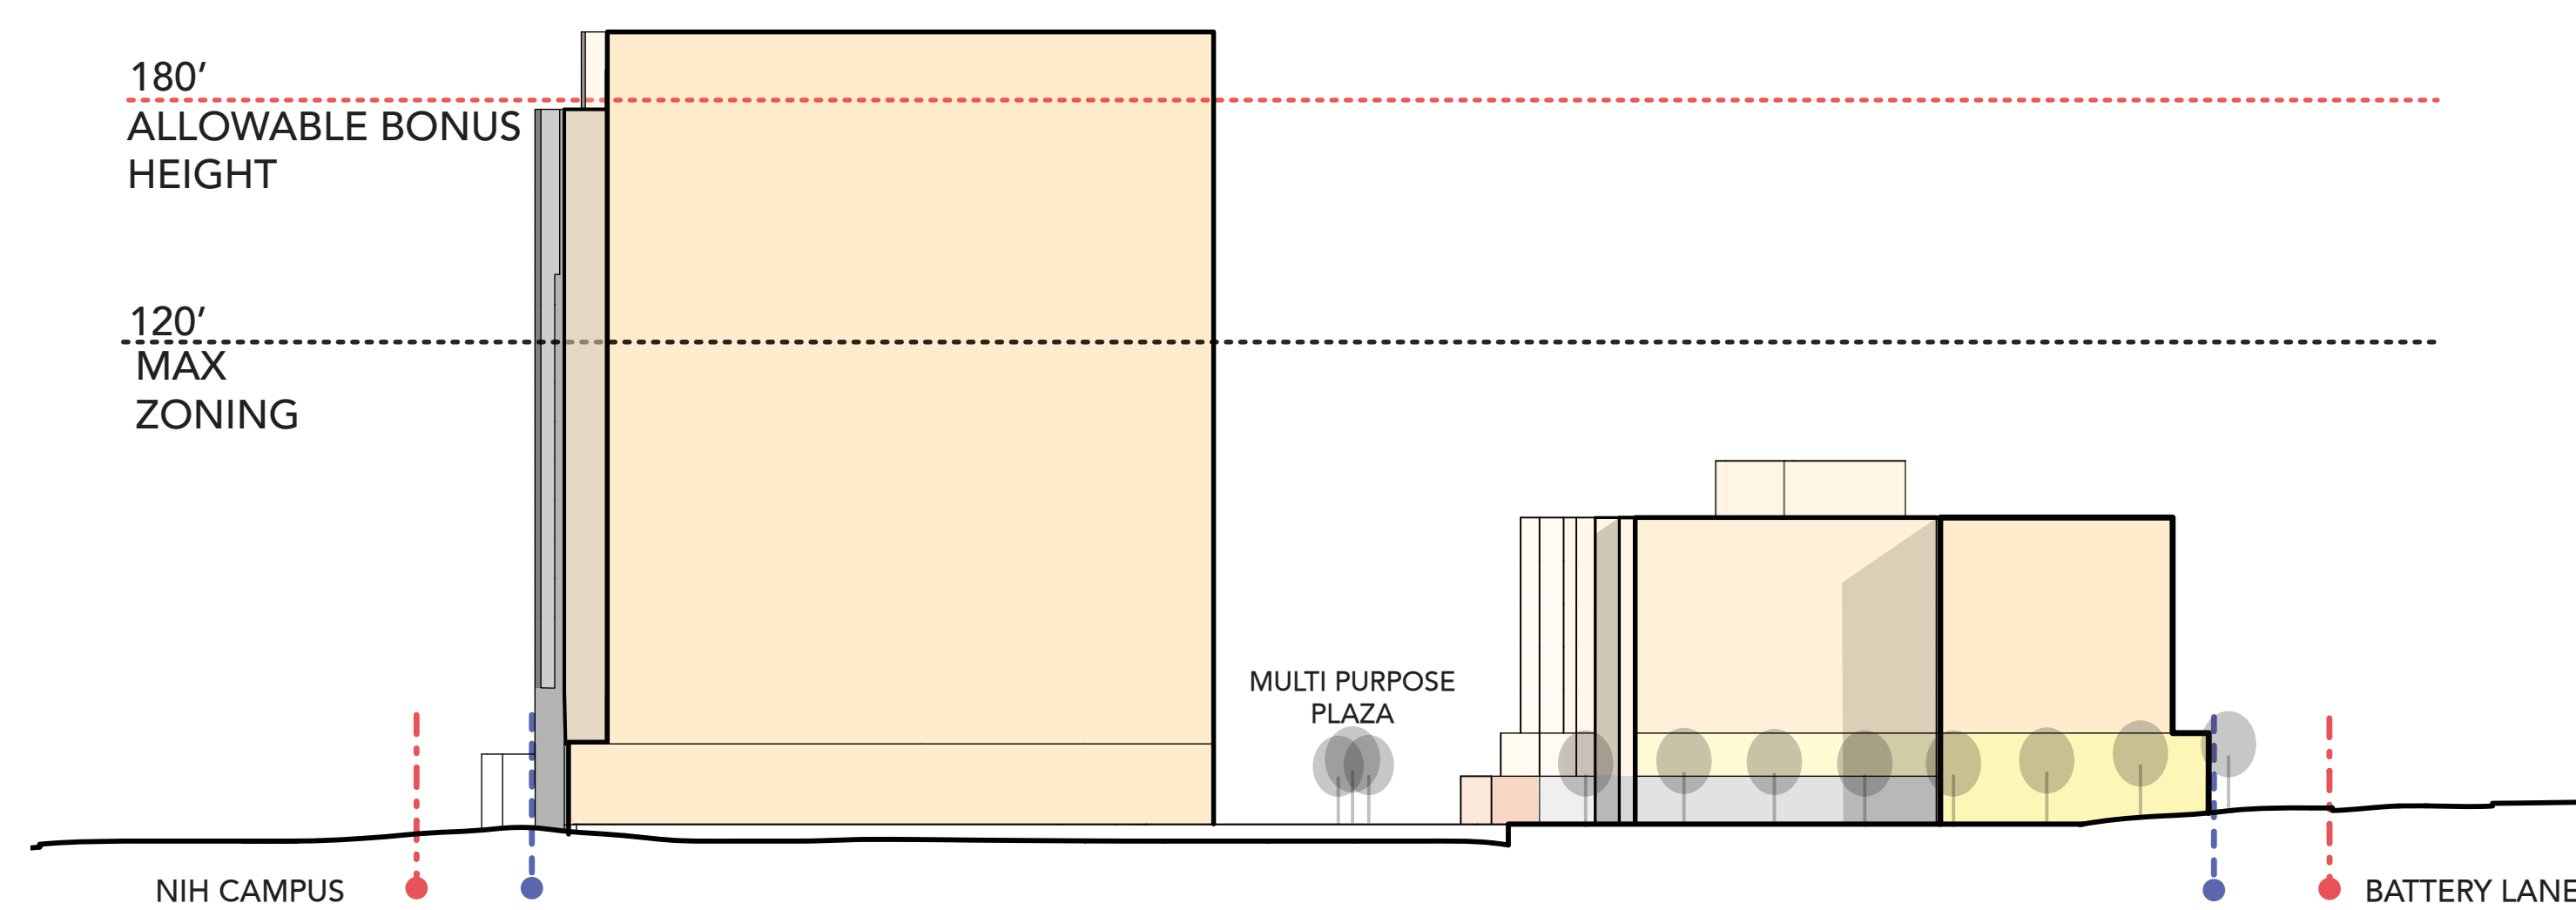 180’
ALLOWABLE BONUS
HEIGHT
120’
MAX
ZONING
MULTI PURPOSE
PLAZA
NIH CAMPUS
BATTERY LANE